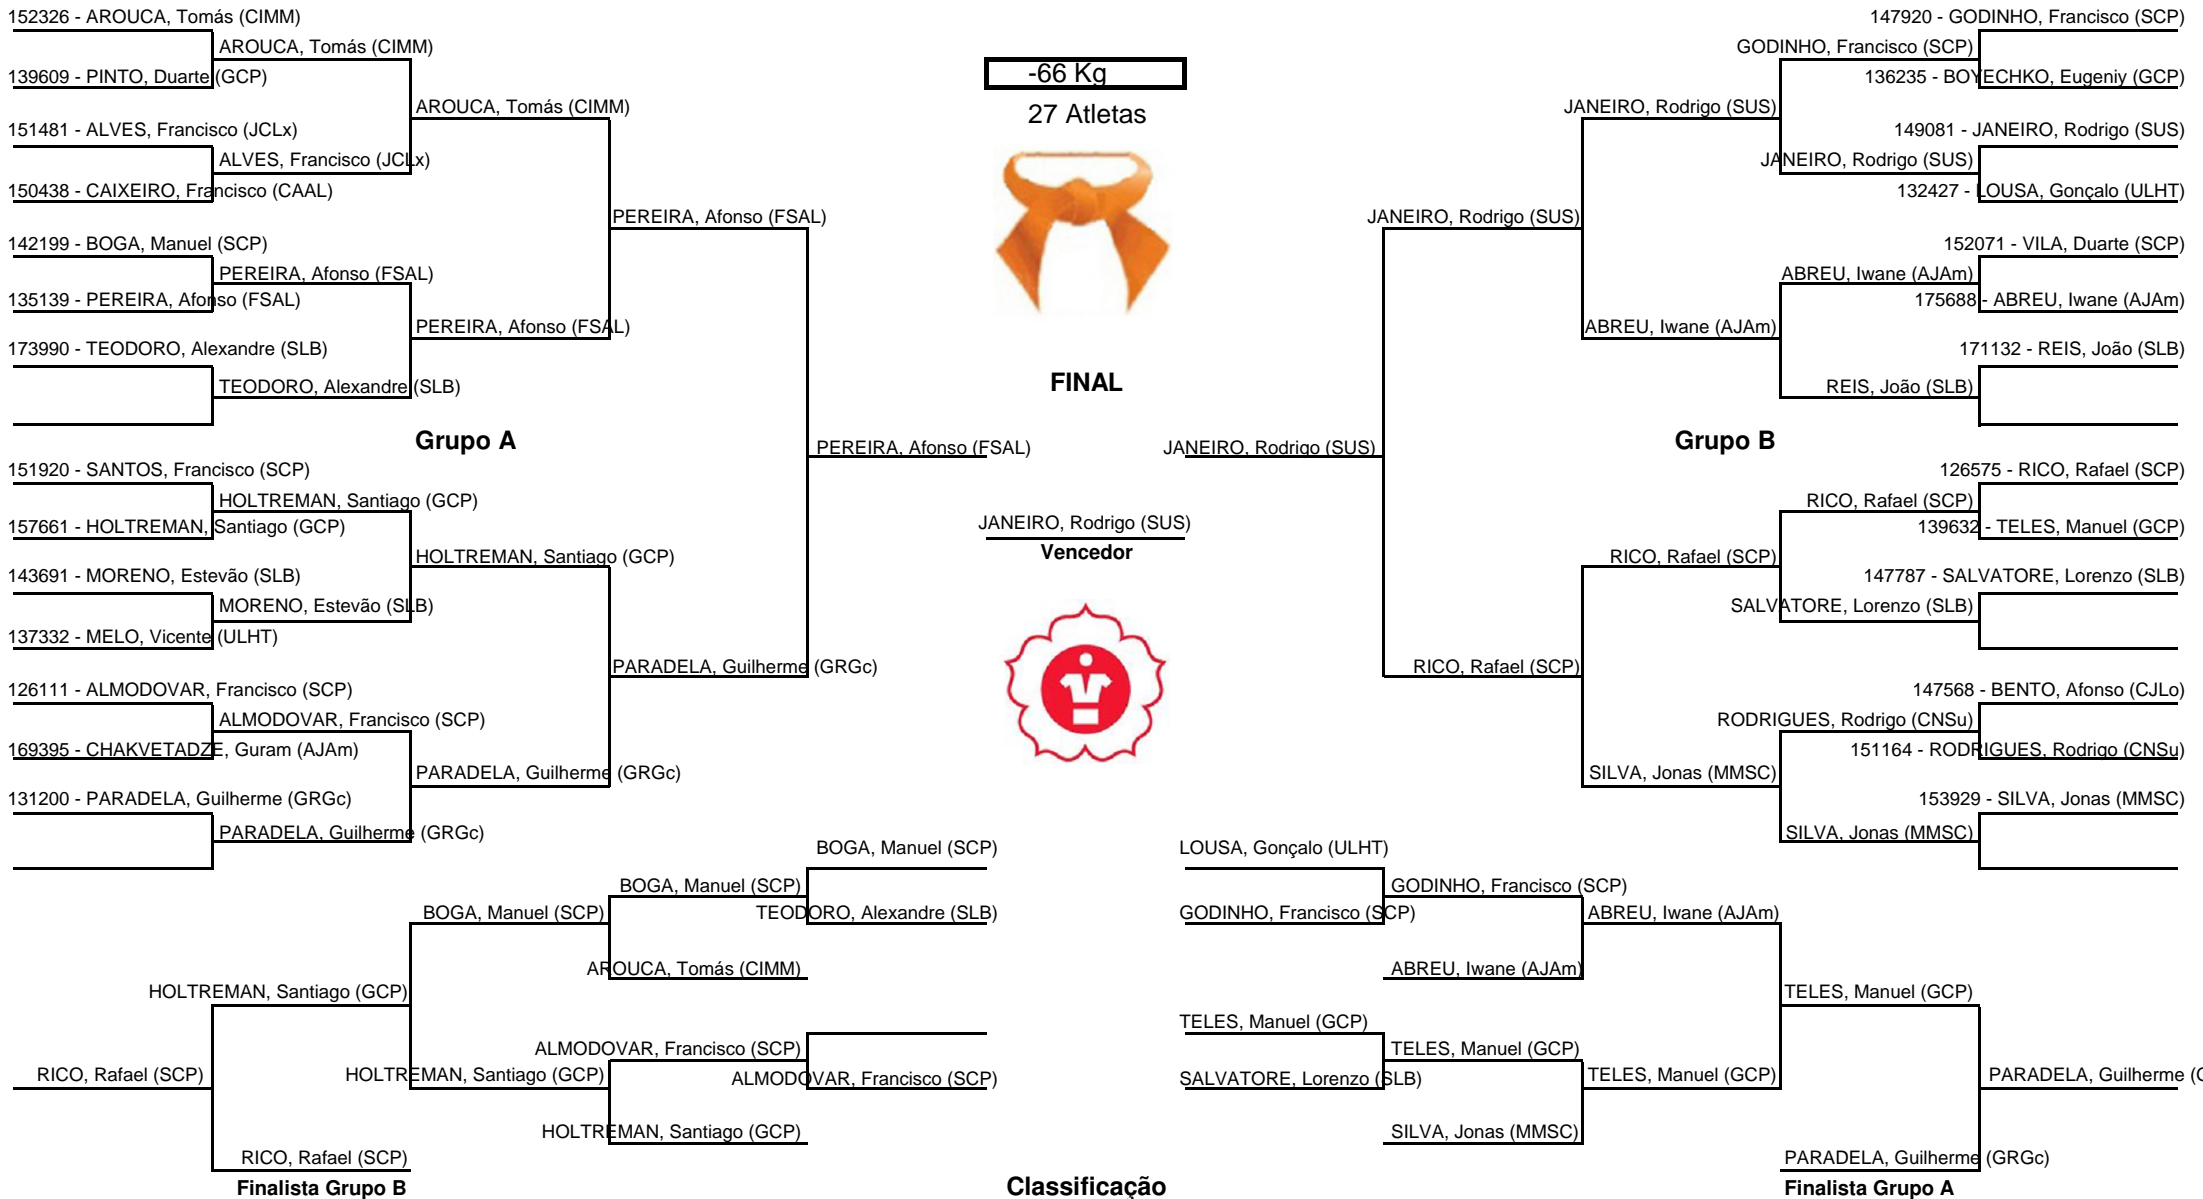 152326 - AROUCA, Tomás (CIMM)
AROUCA, Tomás (CIMM)
139609 - PINTO, Duarte (GCP)
AROUCA, Tomás (CIMM)
151481 - ALVES, Francisco (JCLx)
ALVES, Francisco (JCLx)
150438 - CAIXEIRO, Francisco (CAAL)
PEREIRA, Afonso (FSAL)
142199 - BOGA, Manuel (SCP)
PEREIRA, Afonso (FSAL)
135139 - PEREIRA, Afonso (FSAL)
PEREIRA, Afonso (FSAL)
173990 - TEODORO, Alexandre (SLB)
TEODORO, Alexandre (SLB)
Grupo A
PEREIRA, Afonso (FSAL)
151920 - SANTOS, Francisco (SCP)
HOLTREMAN, Santiago (GCP)
157661 - HOLTREMAN, Santiago (GCP)
HOLTREMAN, Santiago (GCP)
143691 - MORENO, Estevão (SLB)
MORENO, Estevão (SLB)
137332 - MELO, Vicente (ULHT)
PARADELA, Guilherme (GRGc)
126111 - ALMODOVAR, Francisco (SCP)
ALMODOVAR, Francisco (SCP)
169395 - CHAKVETADZE, Guram (AJAm)
PARADELA, Guilherme (GRGc)
131200 - PARADELA, Guilherme (GRGc)
PARADELA, Guilherme (GRGc)
-66 Kg
27 Atletas
FINAL
JANEIRO, Rodrigo (SUS)
Vencedor
147920 - GODINHO, Francisco (SCP)
GODINHO, Francisco (SCP)
136235 - BOYECHKO, Eugeniy (GCP)
JANEIRO, Rodrigo (SUS)
149081 - JANEIRO, Rodrigo (SUS)
JANEIRO, Rodrigo (SUS)
132427 - LOUSA, Gonçalo (ULHT)
JANEIRO, Rodrigo (SUS)
152071 - VILA, Duarte (SCP)
ABREU, Iwane (AJAm)
175688 - ABREU, Iwane (AJAm)
ABREU, Iwane (AJAm)
171132 - REIS, João (SLB)
REIS, João (SLB)
Grupo B
JANEIRO, Rodrigo (SUS)
126575 - RICO, Rafael (SCP)
RICO, Rafael (SCP)
139632 - TELES, Manuel (GCP)
RICO, Rafael (SCP)
147787 - SALVATORE, Lorenzo (SLB)
SALVATORE, Lorenzo (SLB)
RICO, Rafael (SCP)
147568 - BENTO, Afonso (CJLo)
RODRIGUES, Rodrigo (CNSu)
151164 - RODRIGUES, Rodrigo (CNSu)
SILVA, Jonas (MMSC)
153929 - SILVA, Jonas (MMSC)
SILVA, Jonas (MMSC)
BOGA, Manuel (SCP)
BOGA, Manuel (SCP)
TEODORO, Alexandre (SLB)
BOGA, Manuel (SCP)
AROUCA, Tomás (CIMM)
HOLTREMAN, Santiago (GCP)
ALMODOVAR, Francisco (SCP)
ALMODOVAR, Francisco (SCP)
HOLTREMAN, Santiago (GCP)
HOLTREMAN, Santiago (GCP)
RICO, Rafael (SCP)
RICO, Rafael (SCP)
Finalista Grupo B
Classificação
LOUSA, Gonçalo (ULHT)
GODINHO, Francisco (SCP)
GODINHO, Francisco (SCP)
ABREU, Iwane (AJAm)
ABREU, Iwane (AJAm)
TELES, Manuel (GCP)
TELES, Manuel (GCP)
TELES, Manuel (GCP)
SALVATORE, Lorenzo (SLB)
TELES, Manuel (GCP)
SILVA, Jonas (MMSC)
PARADELA, Guilherme (
PARADELA, Guilherme (GRGc)
Finalista Grupo A